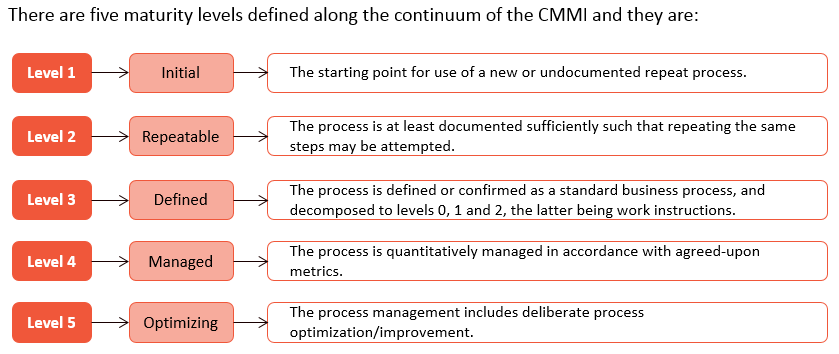 There are five maturity levels defined along the continuum of the CMMI and they are:
Level 1
Initial
The starting point for use of a new or undocumented repeat process.
Level 2
Repeatable
The process is at least documented sufficiently such that repeating the same
steps may be attempted.
Level 3
Defined
The process is defined or confirmed as a standard business process, and
decomposed to levels 0, 1 and 2, the latter being work instructions.
Level 4
Managed
The process is quantitatively managed in accordance with agreed-upon
metrics.
Level 5
Optimizing
The process management includes deliberate process
optimization/improvement.